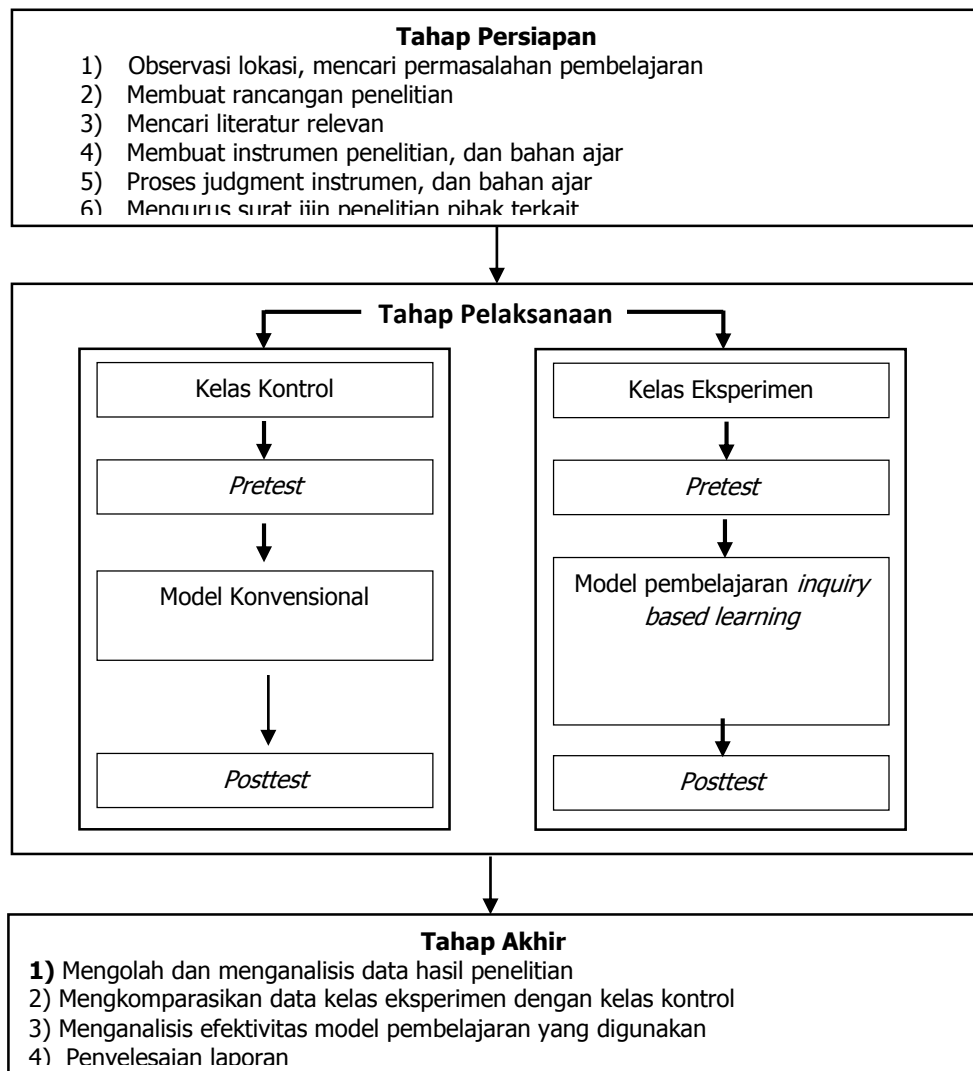 Tahap Persiapan
1) Observasi lokasi, mencari permasalahan pembelajaran
2) Membuat rancangan penelitian
3) Mencari literatur relevan
4) Membuat instrumen penelitian, dan bahan ajar
5) Proses judgment instrumen, dan bahan ajar
6) Mengurus surat ijin penelitian pihak terkait
Tahap Pelaksanaan
Kelas Kontrol
Pretest
Model Konvensional
Posttest
Kelas Eksperimen
Pretest
Model pembelajaran inquiry
based learning
Posttest
Tahap Akhir
1) Mengolah dan menganalisis data hasil penelitian
2) Mengkomparasikan data kelas eksperimen dengan kelas kontrol
3) Menganalisis efektivitas model pembelajaran yang digunakan
4) Penyelesaian laporan